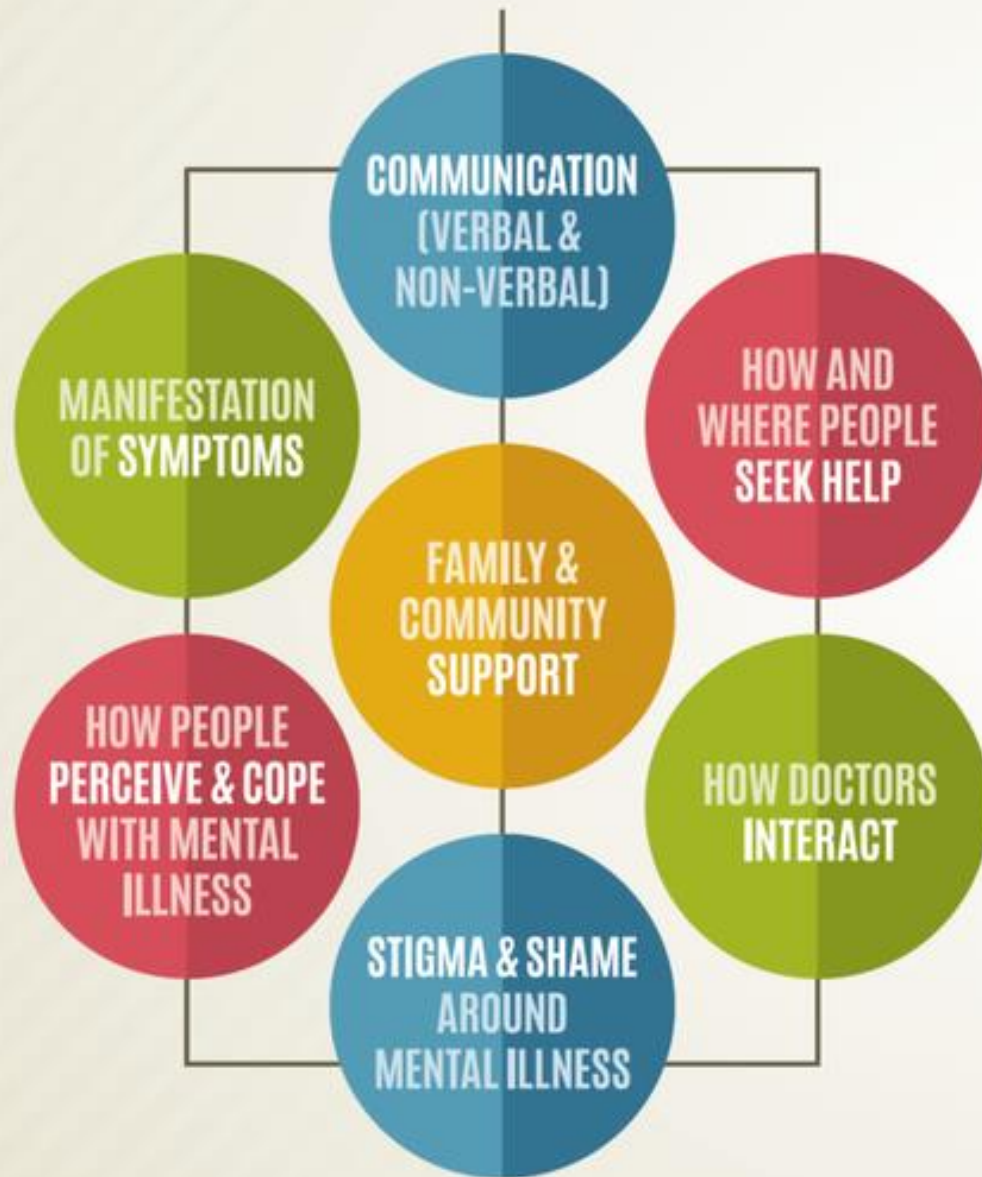 COMMUNICATION
(VERBAL &
NON-VERBAL)
MANIFESTATION
OF SYMPTOMS
HOW AND
WHERE PEOPLE
SEEK HELP
FAMILY &
COMMUNITY
SUPPORT
HOW PEOPLE
PERCEIVE & COPE
WITH MENTAL
ILLNESS
HOW DOCTORS
INTERACT
STIGMA & SHAME
AROUND
MENTAL ILLNESS